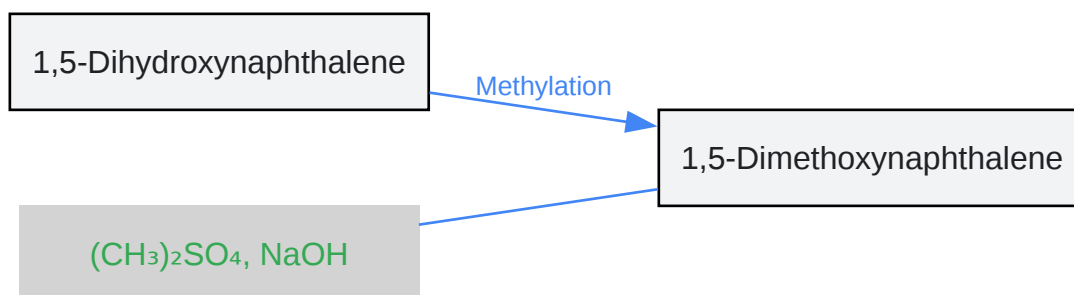 1,5-Dihydroxynaphthalene
Methylation
1,5-Dimethoxynaphthalene
(CH₃)₂SO₄, NaOH